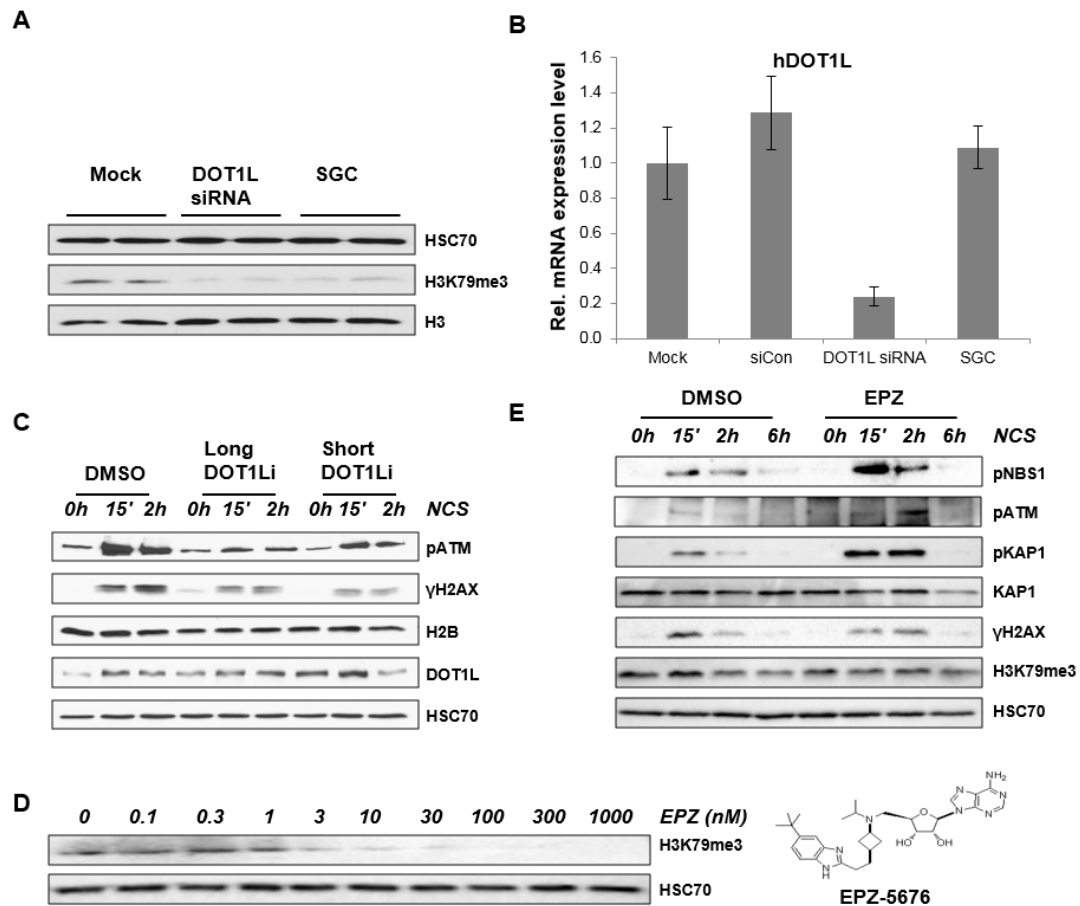 A
Mock DOT1L SGC
siRNA
HSC70
H3K79me3
H3
B
hDOT1L
Rel. mRNA expression level
1.6
1.4
1.2
1.0
0.8
0.6
0.4
0.2
0.0
Mock siCon DOT1L siRNA SGC
C
DMSO Long DOT1Li Short DOT1Li
0h 15' 2h 0h 15' 2h 0h 15' 2h NCS
pATM
γH2AX
H2B
DOT1L
HSC70
E
DMSO EPZ
0h 15' 2h 6h 0h 15' 2h 6h NCS
pNBS1
pATM
pKAP1
KAP1
γH2AX
H3K79me3
HSC70
D
0 0.1 0.3 1 3 10 30 100 300 1000 EPZ (nM)
H3K79me3
HSC70
NH2
N
N
N
N
N
O
OH
OH
N
NH
EPZ-5676